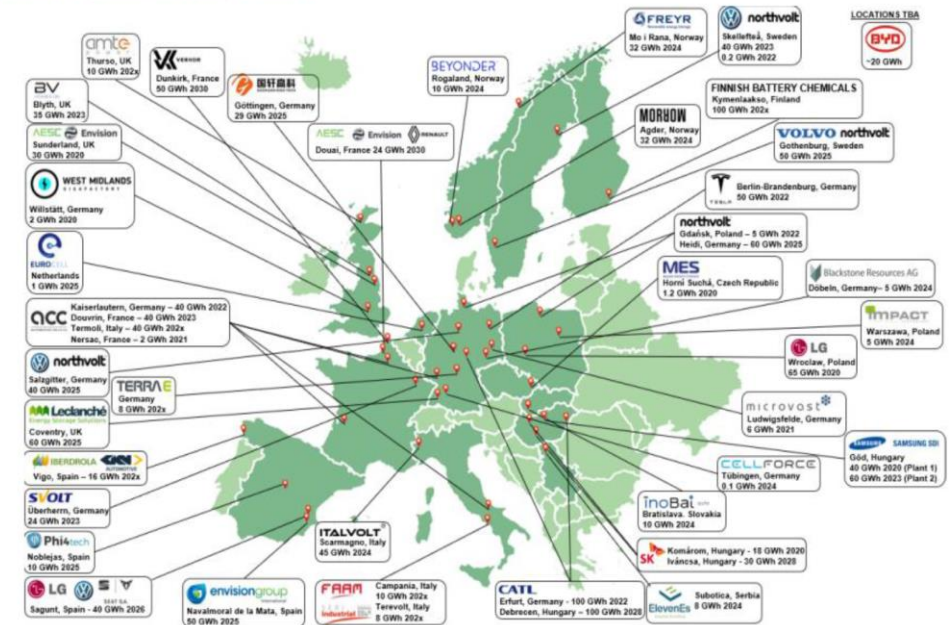 amte
Thurso, UK
10 GWh 202x
VERKOR
Dunkirk, France
50 GWh 2030
国轩高科
Göttingen, Germany
29 GWh 2025
BEYONDER
Rogaland, Norway
10 GWh 2024
FREYR
Mo i Rana, Norway
32 GWh 2024
northvolt
Skellefteå, Sweden
40 GWh 2023
0.2 GWh 2022
LOCATIONS TBA
BYD
~20 GWh
BV
Blyth, UK
35 GWh 2023
AESC Envision
Sunderland, UK
30 GWh 2020
AESC Envision RENAULT
Douai, France 24 GWh 2030
MORROW
Agder, Norway
32 GWh 2024
FINNISH BATTERY CHEMICALS
Kymenlaakso, Finland
100 GWh 202x
VOLVO northvolt
Gothenburg, Sweden
50 GWh 2025
WEST MIDLANDS
GIGAFACTORY
Willstätt, Germany
2 GWh 2020
TESLA
Berlin-Brandenburg, Germany
50 GWh 2022
northvolt
Gdańsk, Poland – 5 GWh 2022
Heidi, Germany – 60 GWh 2025
EUROCELL
Netherlands
1 GWh 2025
MES
Horní Suchá, Czech Republic
1.2 GWh 2020
Blackstone Resources AG
Döbeln, Germany– 5 GWh 2024
acc
Kaiserlautern, Germany – 40 GWh 2022
Douvrin, France – 40 GWh 2023
Termoli, Italy – 40 GWh 202x
Nersac, France – 2 GWh 2021
IMPACT
Warszawa, Poland
5 GWh 2024
LG
Wroclaw, Poland
65 GWh 2020
northvolt
Salzgitter, Germany
40 GWh 2025
TERRA E
Germany
8 GWh 202x
microvast
Ludwigsfelde, Germany
6 GWh 2021
Leclanché
Energy Storage Solutions
Coventry, UK
60 GWh 2025
SAMSUNG SAMSUNG SDI
Göd, Hungary
40 GWh 2020 (Plant 1)
60 GWh 2023 (Plant 2)
IBERDROLA GKN
AUTOMOTIVE
Vigo, Spain – 16 GWh 202x
CELLFORCE
Tübingen, Germany
0.1 GWh 2024
SVOLT
Überherrn, Germany
24 GWh 2023
inoBat
Bratislava. Slovakia
10 GWh 2024
ITALVOLT
Scarmagno, Italy
45 GWh 2024
Phi4tech
Noblejas, Spain
10 GWh 2025
SK
Komárom, Hungary - 18 GWh 2020
Iváncsa, Hungary - 30 GWh 2028
LG SEAT S.A.
Sagunt, Spain - 40 GWh 2026
envisiongroup
Navalmoral de la Mata, Spain
50 GWh 2025
FAAM
Campania, Italy
10 GWh 202x
Industrial
Terevolt, Italy
8 GWh 202x
CATL
Erfurt, Germany - 100 GWh 2022
Debrecen, Hungary – 100 GWh 2028
ElevenEs
Subotica, Serbia
8 GWh 2024